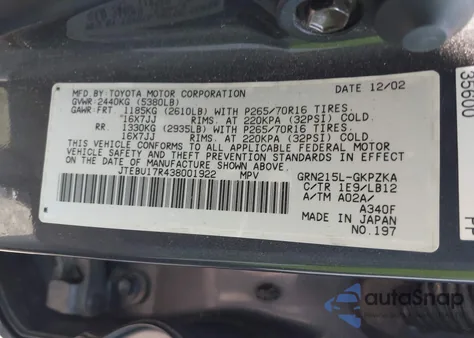 MFD.BY TOYOTA MOTOR CORPORATION DATE 12/02
GVWR 2440KG (5380LB)
GAWR: FRT. 1185KG (2610LB) WITH P265/70R16 TIRES.
16X7JJ RIMS. AT 220KPA (32PSI) COLD
RR. 1330KG (2935LB) WITH P265/70R16 TIRES.
16X7JJ RIMS. AT 220KPA (32PSI) COLD.
THIS VEHICLE CONFORMS TO ALL APPLICABLE FEDERAL MOTOR
VEHICLE SAFETY AND THEFT PREVENTION STANDARDS IN EFFECT ON THE
DATE OF MANUFACTURE SHOWN ABOVE.
JTEBU17R438001922 MPV GRN215L-GKPZKA
C/TR 1E9/LB12
A/TM A02A/
A340F
MADE IN JAPAN
NO.197
35600
autoSnap